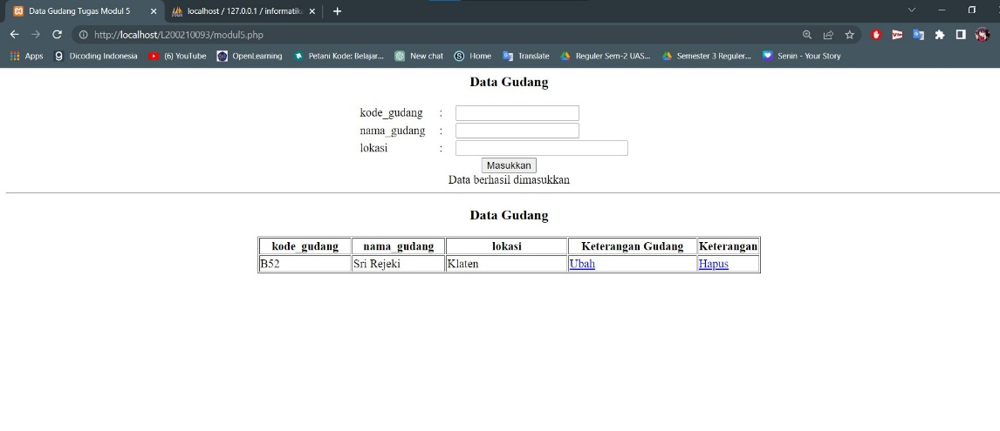 Data Gudang Tugas Modul 5
localhost / 127.0.0.1 / informatik
http://localhost/L200210093/modul5.php
Apps Dicoding Indonesia (6) YouTube OpenLearning Petani Kode: Belajar... New chat Home Translate Reguler Sem-2 UAS... Semester 3 Reguler... Senin - Your Story
Data Gudang
kode_gudang :
nama_gudang :
lokasi :
Masukkan
Data berhasil dimasukkan
Data Gudang
kode_gudang nama_gudang lokasi Keterangan Gudang Keterangan
B52 Sri Rejeki Klaten Ubah Hapus